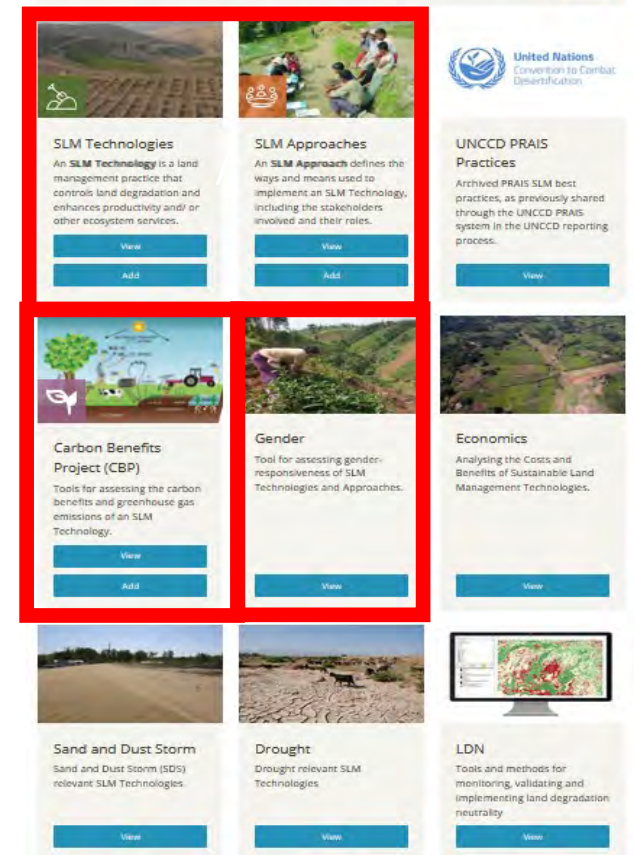 United Nations
Convention to Combat
Desertification
SLM Technologies
An SLM Technology is a land
management practice that
controls land degradation and
enhances productivity and/ or
other ecosystem services.
View
Add
SLM Approaches
An SLM Approach defines the
ways and means used to
implement an SLM Technology,
including the stakeholders
involved and their roles.
View
Add
UNCCD PRAIS
Practices
Archived PRAIS SLM best
practices, as previously shared
through the UNCCD PRAIS
system in the UNCCD reporting
process.
View
Carbon Benefits
Project (CBP)
Tools for assessing the carbon
benefits and greenhouse gas
emissions of an SLM
Technology.
View
Add
Gender
Tool for assessing gender-
responsiveness of SLM
Technologies and Approaches.
View
Economics
Analysing the Costs and
Benefits of Sustainable Land
Management Technologies.
View
Sand and Dust Storm
Sand and Dust Storm (SDS)
relevant SLM Technologies
View
Drought
Drought relevant SLM
Technologies
View
LDN
Tools and methods for
monitoring, validating and
implementing land degradation
neutrality
View